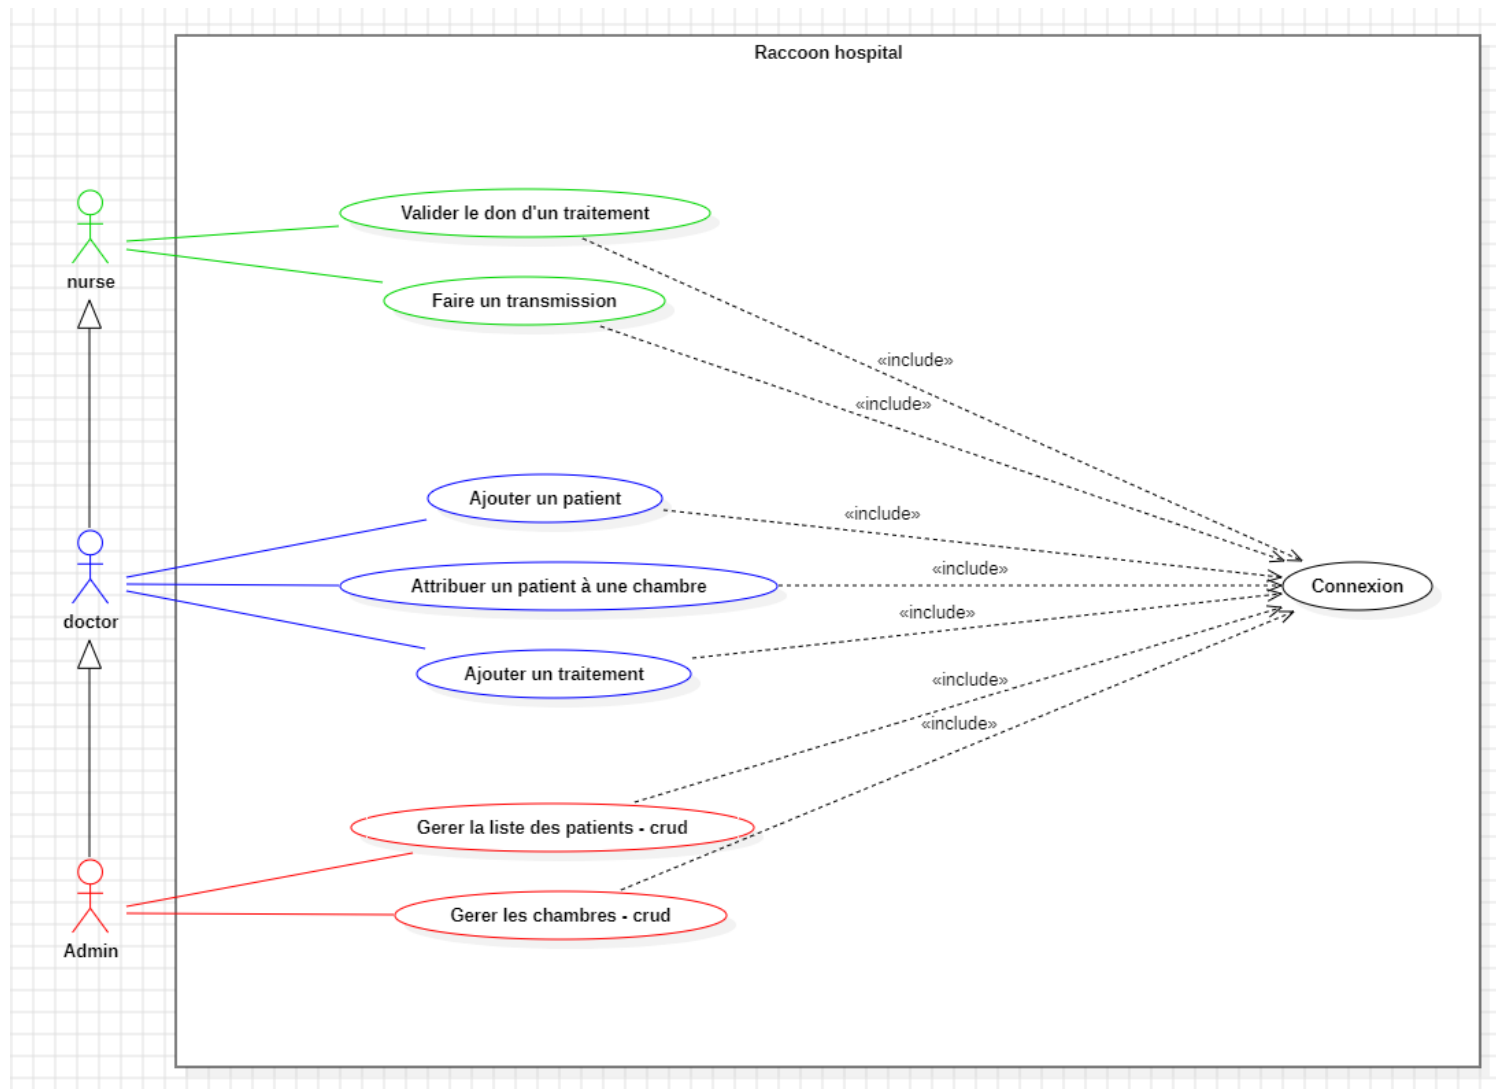 Raccoon hospital
Valider le don d'un traitement
nurse
Faire un transmission
«include»
«include»
Ajouter un patient
«include»
«include»
doctor
Attribuer un patient à une chambre
Connexion
«include»
Ajouter un traitement
«include»
«include»
Gerer la liste des patients - crud
Gerer les chambres - crud
Admin